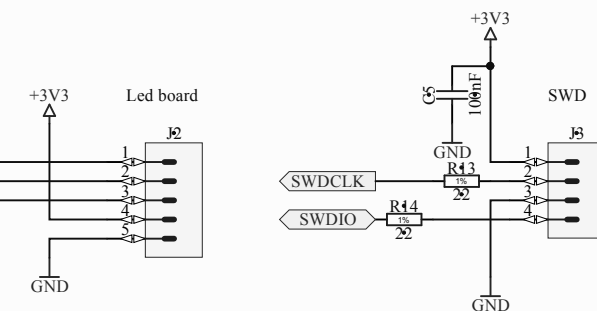 +3V3
Led board
J2
1
2
3
4
5
GND
+3V3
C5
100nF
GND
SWD
J3
1
2
3
4
SWDCLK
R13
1%
22
SWDIO
R14
1%
22
GND